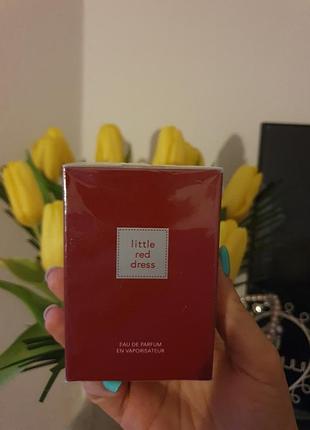 little
red
dress
EAU DE PARFUM
EN VAPORISATEUR